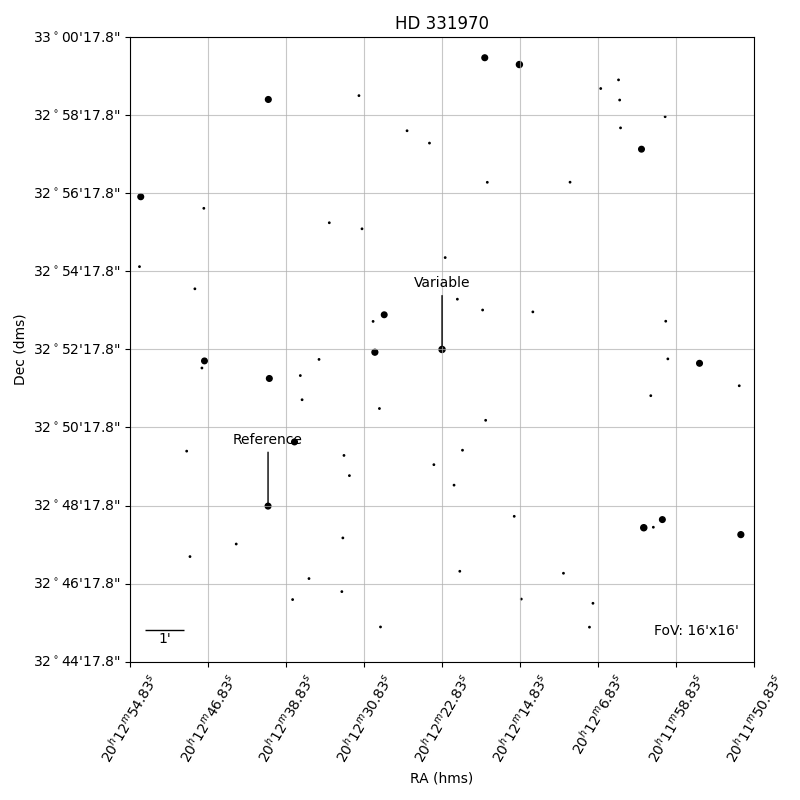 HD 331970
33°00'17.8"
32°58'17.8"
32°56'17.8"
32°54'17.8"
32°52'17.8"
32°50'17.8"
32°48'17.8"
32°46'17.8"
32°44'17.8"
Dec (dms)
Variable
Reference
1'
FoV: 16'x16'
20ʰ12ᵐ54.83ˢ
20ʰ12ᵐ46.83ˢ
20ʰ12ᵐ38.83ˢ
20ʰ12ᵐ30.83ˢ
20ʰ12ᵐ22.83ˢ
20ʰ12ᵐ14.83ˢ
20ʰ12ᵐ6.83ˢ
20ʰ11ᵐ58.83ˢ
20ʰ11ᵐ50.83ˢ
RA (hms)